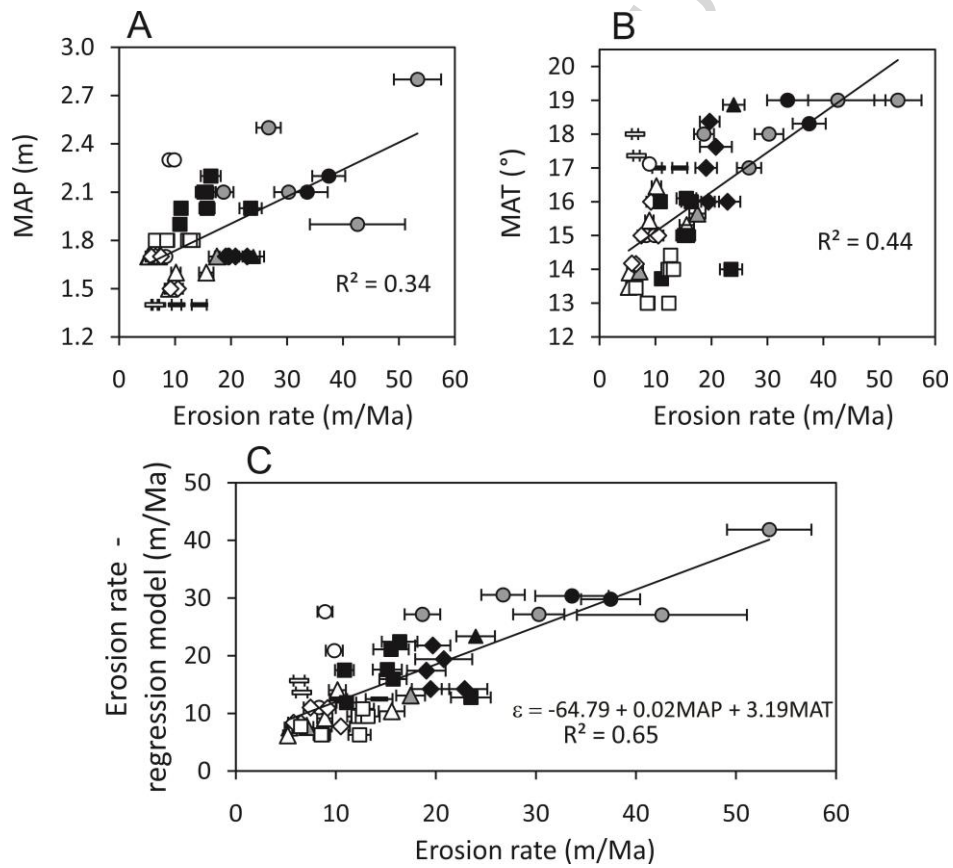 A
B
3.0
2.7
2.4
2.1
1.8
1.5
1.2
MAP (m)
R² = 0.34
0 10 20 30 40 50 60
Erosion rate (m/Ma)
20
19
18
17
16
15
14
13
12
MAT (°)
R² = 0.44
0 10 20 30 40 50 60
Erosion rate (m/Ma)
C
50
40
30
20
10
0
Erosion rate -
regression model (m/Ma)
ε = -64.79 + 0.02MAP + 3.19MAT
R² = 0.65
0 10 20 30 40 50 60
Erosion rate (m/Ma)